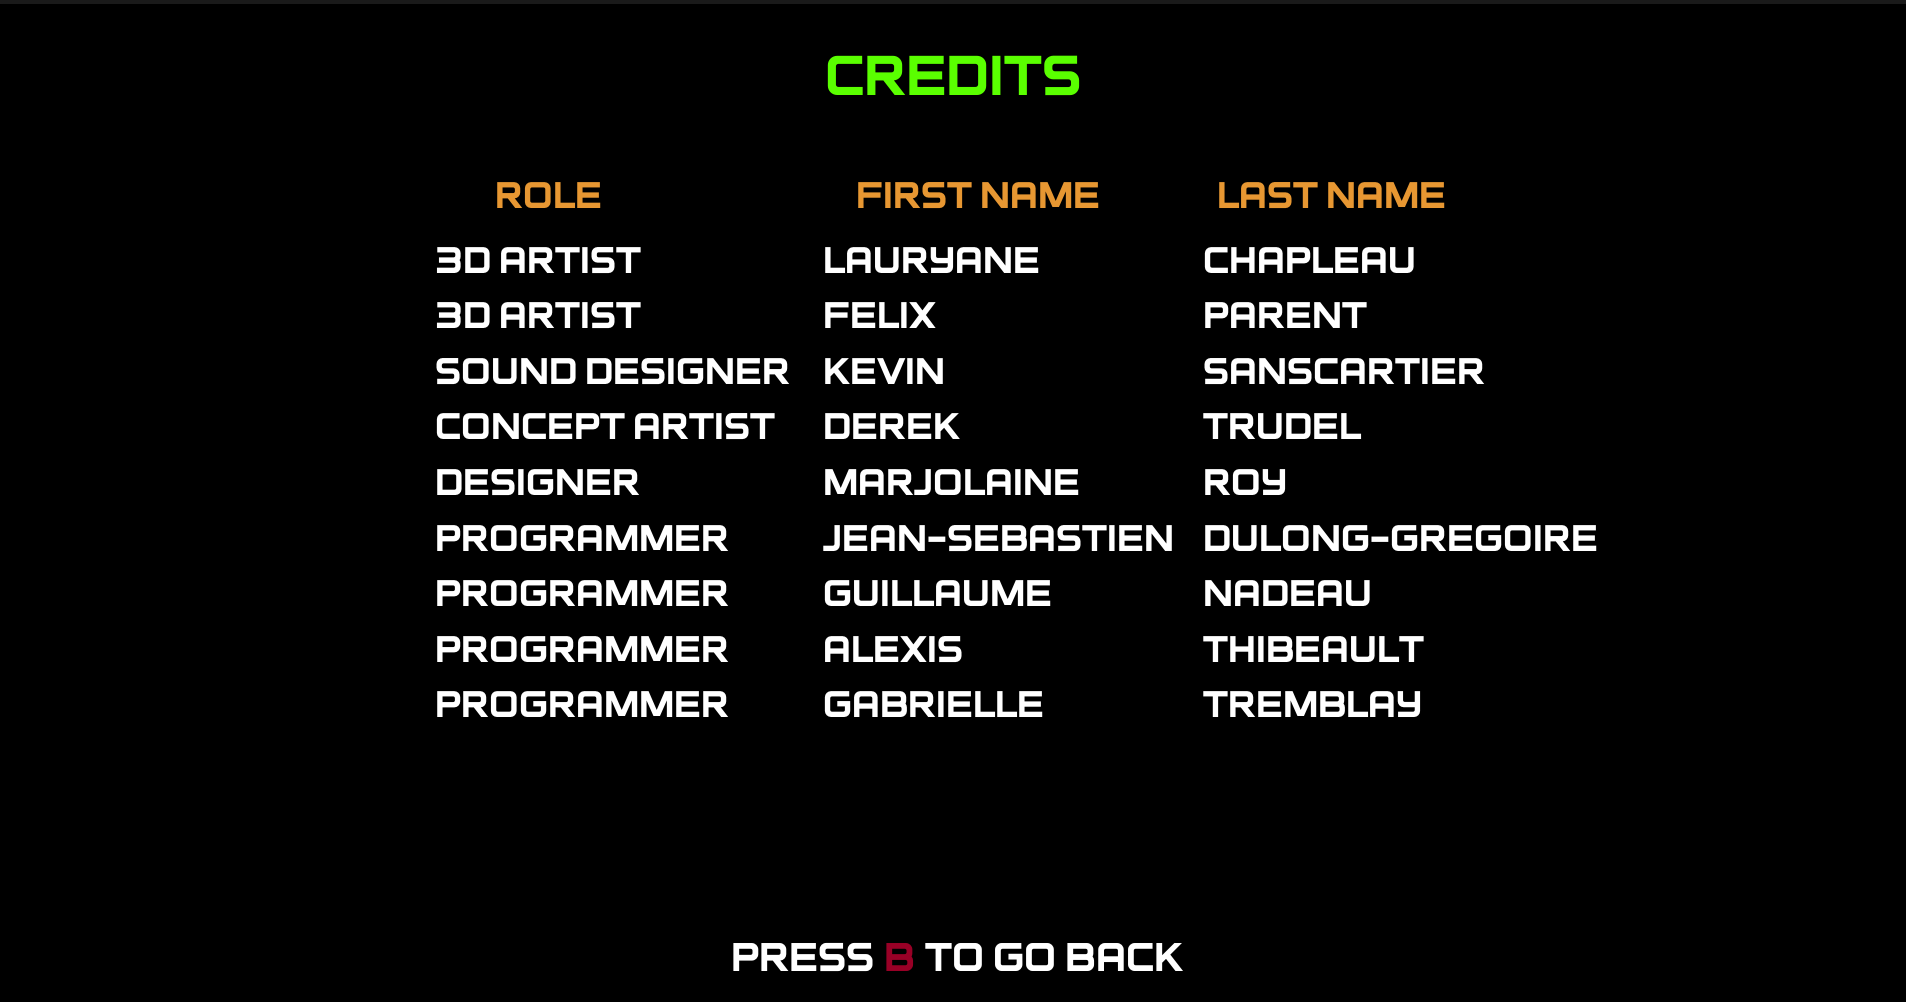 CREDITS
ROLE FIRST NAME LAST NAME
3D ARTIST LAURYANE CHAPLEAU
3D ARTIST FELIX PARENT
SOUND DESIGNER KEVIN SANSCARTIER
CONCEPT ARTIST DEREK TRUDEL
DESIGNER MARJOLAINE ROY
PROGRAMMER JEAN-SEBASTIEN DULONG-GREGOIRE
PROGRAMMER GUILLAUME NADEAU
PROGRAMMER ALEXIS THIBEAULT
PROGRAMMER GABRIELLE TREMBLAY
PRESS B TO GO BACK